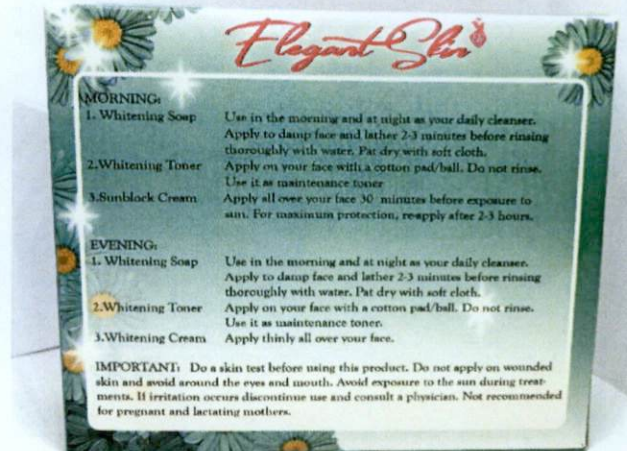 Elegant Skin
MORNING:
1. Whitening Soap Use in the morning and at night as your daily cleanser.
Apply to damp face and lather 2-3 minutes before rinsing
thoroughly with water. Pat dry with soft cloth.
2.Whitening Toner Apply on your face with a cotton pad/ball. Do not rinse.
Use it as maintenance toner
3.Sunblock Cream Apply all over your face 30 minutes before exposure to
sun. For maximum protection, re-apply after 2-3 hours.
EVENING:
1. Whitening Soap Use in the morning and at night as your daily cleanser.
Apply to damp face and lather 2-3 minutes before rinsing
thoroughly with water. Pat dry with soft cloth.
2.Whitening Toner Apply on your face with a cotton pad/ball. Do not rinse.
Use it as maintenance toner.
3.Whitening Cream Apply thinly all over your face.
IMPORTANT: Do a skin test before using this product. Do not apply on wounded
skin and avoid around the eyes and mouth. Avoid exposure to the sun during treat-
ments. If irritation occurs discontinue use and consult a physician. Not recommended
for pregnant and lactating mothers.